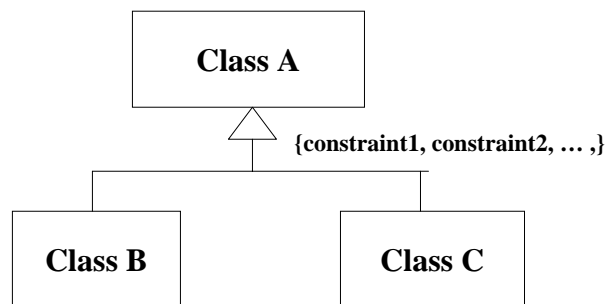 Class A
{constraint1, constraint2, … ,}
Class B
Class C